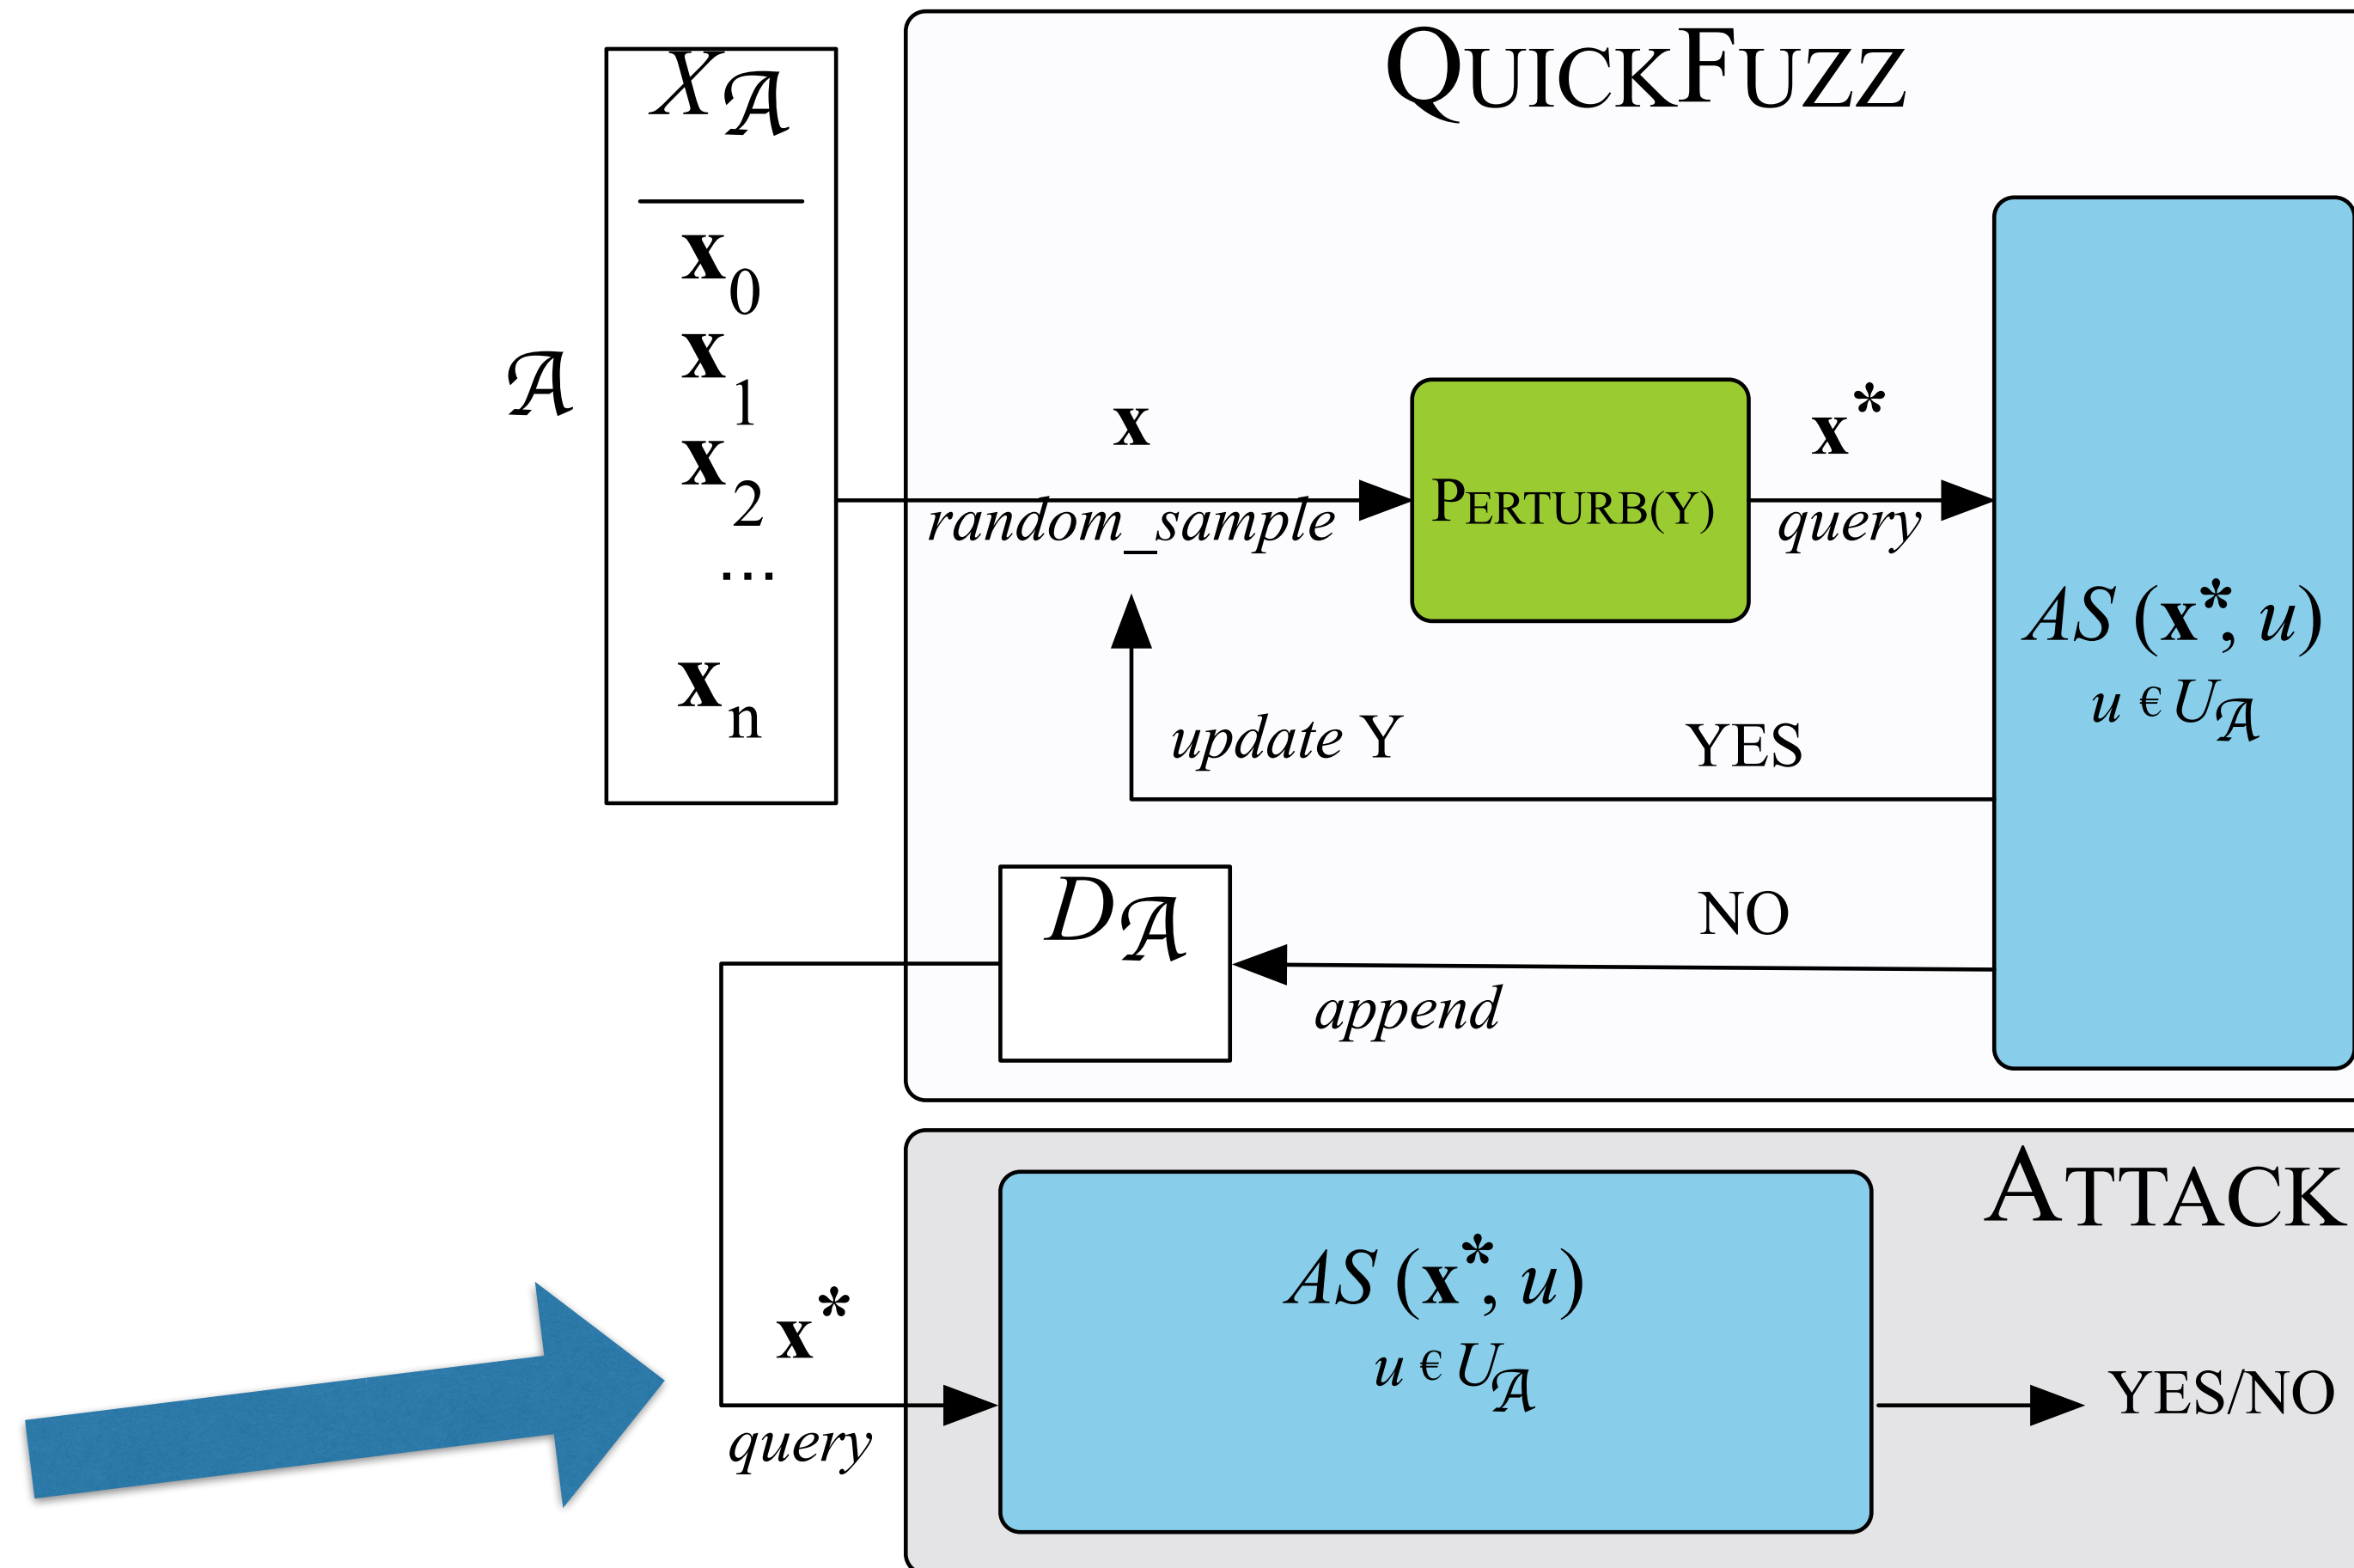 QUICKFUZZ
X𝒜
x0
x1
x2
...
xn
𝒜
x
random_sample
PERTURB(Y)
x*
query
AS (x*, u)
u € U𝒜
update Y
YES
NO
append
D𝒜
ATTACK
AS (x*, u)
u € U𝒜
x*
query
YES/NO